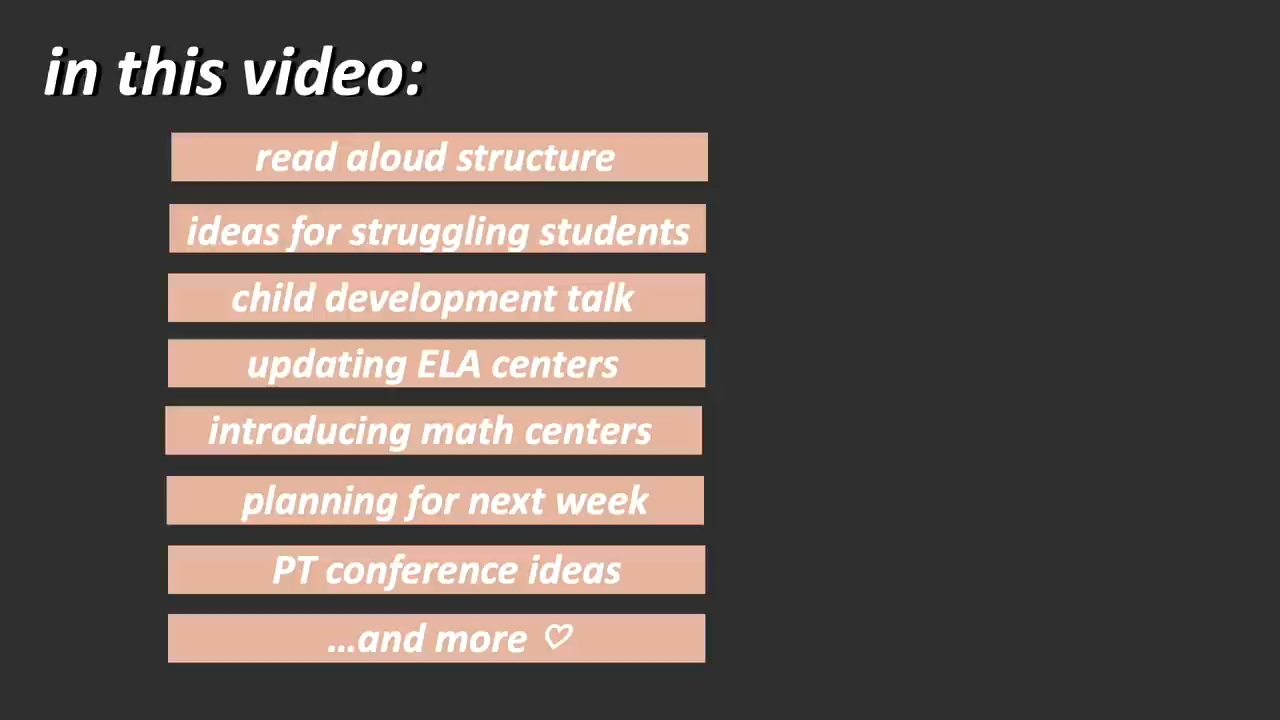 in this video:
read aloud structure
ideas for struggling students
child development talk
updating ELA centers
introducing math centers
planning for next week
PT conference ideas
...and more ♡